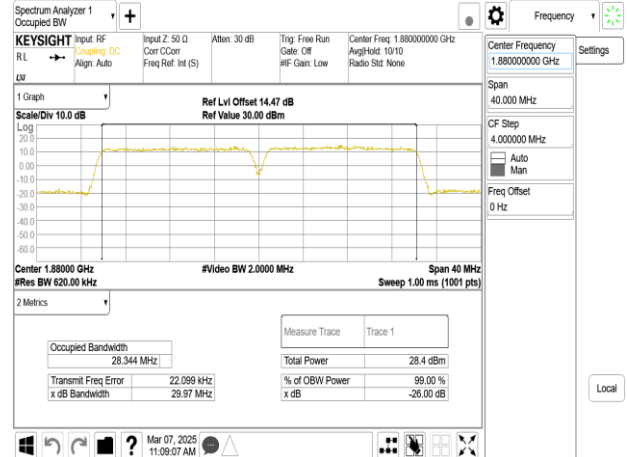 Spectrum Analyzer 1
Occupied BW
Frequency
KEYSIGHT
RL
LXI
Input: RF
Coupling: DC
Align: Auto
Input Z: 50 Ω
Corr CCorr
Freq Ref: Int (S)
Atten: 30 dB
Trig: Free Run
Gate: Off
#IF Gain: Low
Center Freq: 1.880000000 GHz
Avg|Hold: 10/10
Radio Std: None
Center Frequency
1.880000000 GHz
Settings
Span
40.000 MHz
CF Step
4.000000 MHz
Auto
Man
Freq Offset
0 Hz
Local
1 Graph
Scale/Div 10.0 dB
Ref Lvl Offset 14.47 dB
Ref Value 30.00 dBm
Log
20.0
10.0
0.00
-10.0
-20.0
-30.0
-40.0
-50.0
-60.0
Center 1.88000 GHz
#Video BW 2.0000 MHz
Span 40 MHz
#Res BW 620.00 kHz
Sweep 1.00 ms (1001 pts)
2 Metrics
Measure Trace
Trace 1
Occupied Bandwidth
28.344 MHz
Total Power
28.4 dBm
Transmit Freq Error
22.099 kHz
% of OBW Power
99.00 %
x dB Bandwidth
29.97 MHz
x dB
-26.00 dB
?
Mar 07, 2025
11:09:07 AM